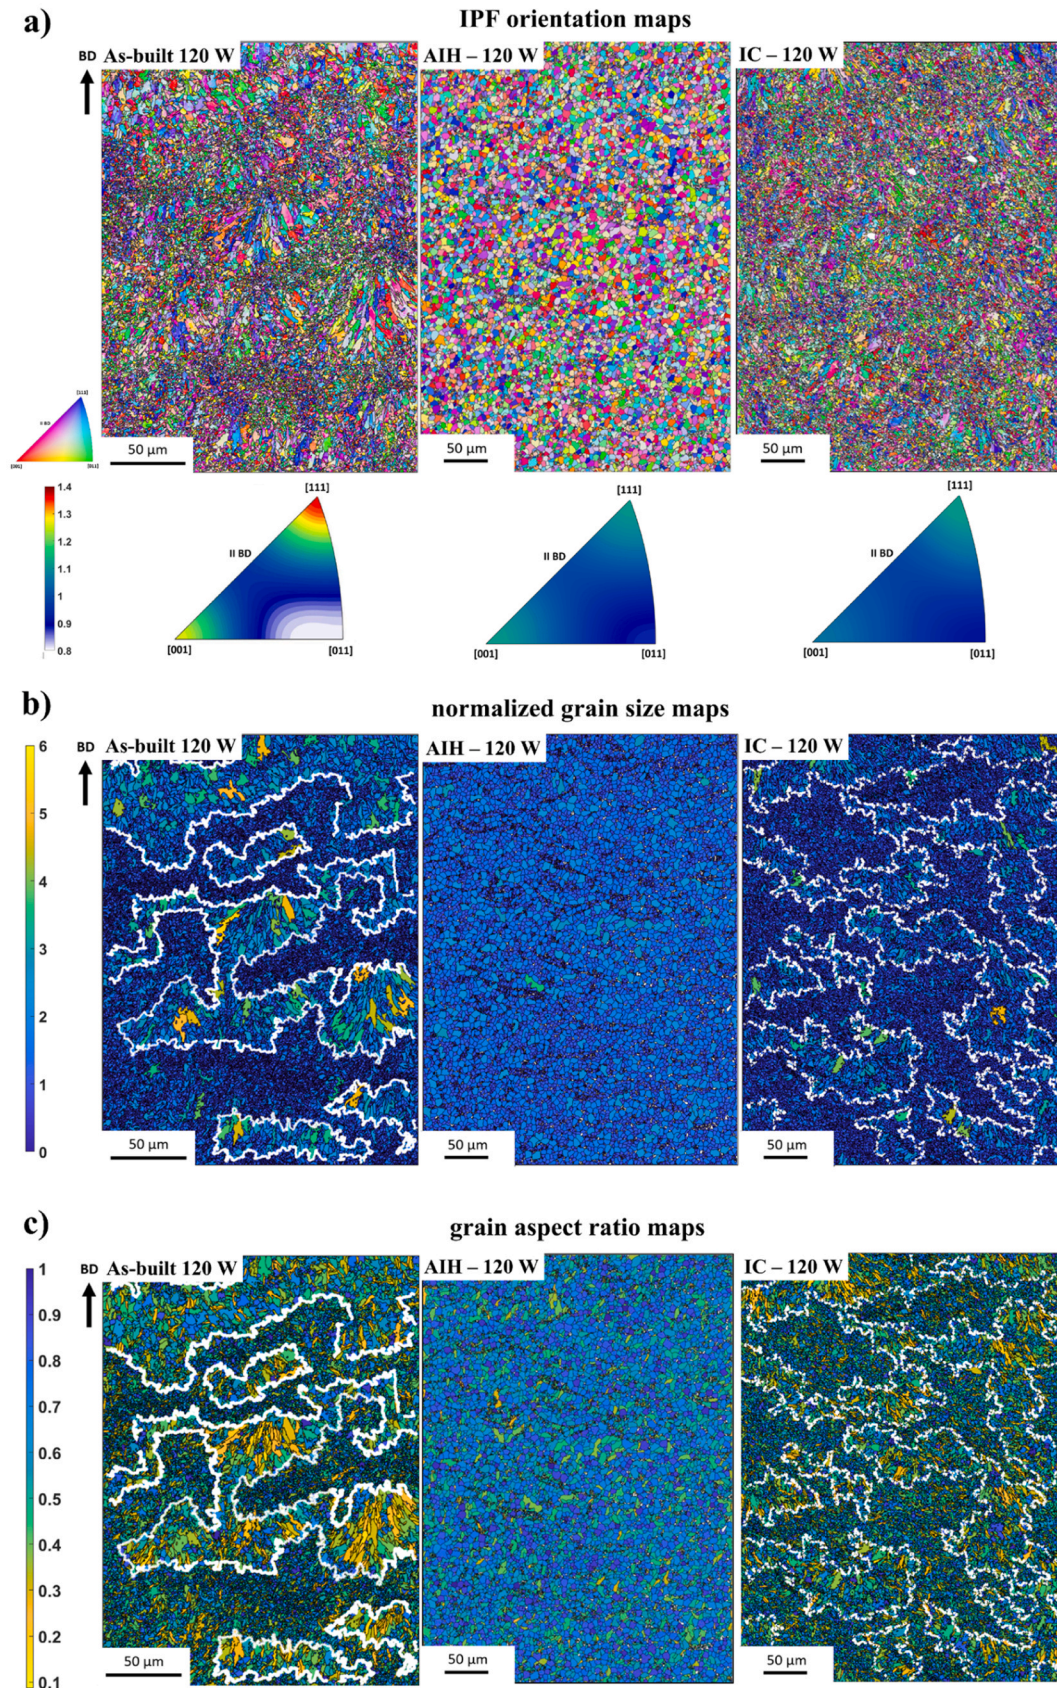 a)
IPF orientation maps
BD
As-built 120 W
AIH – 120 W
IC – 120 W
[111]
II BD
[001]
[011]
50 µm
50 µm
50 µm
1.4
1.3
1.2
1.1
1
0.9
0.8
[111]
II BD
[001]
[011]
[111]
II BD
[001]
[011]
[111]
II BD
[001]
[011]
b)
normalized grain size maps
BD
As-built 120 W
AIH – 120 W
IC – 120 W
6
5
4
3
2
1
0
50 µm
50 µm
50 µm
c)
grain aspect ratio maps
BD
As-built 120 W
AIH – 120 W
IC – 120 W
1
0.9
0.8
0.7
0.6
0.5
0.4
0.3
0.2
0.1
50 µm
50 µm
50 µm